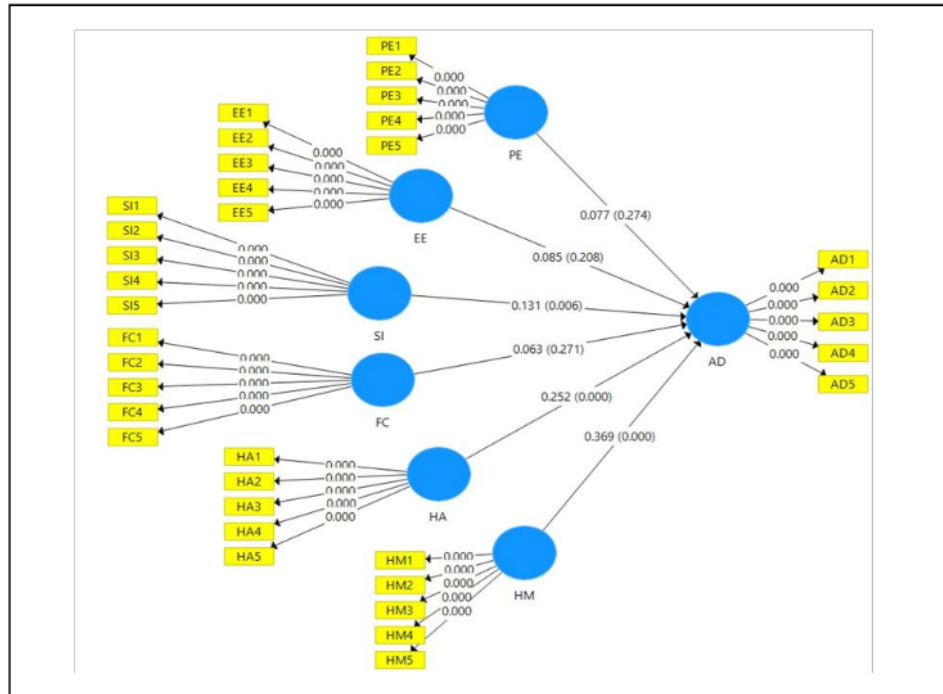 PE1
PE2
PE3
PE4
PE5
0.000
0.000
0.000
0.000
0.000
PE
EE1
EE2
EE3
EE4
EE5
0.000
0.000
0.000
0.000
0.000
EE
SI1
SI2
SI3
SI4
SI5
0.000
0.000
0.000
0.000
0.000
SI
FC1
FC2
FC3
FC4
FC5
0.000
0.000
0.000
0.000
0.000
FC
HA1
HA2
HA3
HA4
HA5
0.000
0.000
0.000
0.000
0.000
HA
HM1
HM2
HM3
HM4
HM5
0.000
0.000
0.000
0.000
0.000
HM
0.077 (0.274)
0.085 (0.208)
0.131 (0.006)
0.063 (0.271)
0.252 (0.000)
0.369 (0.000)
AD
0.000
0.000
0.000
0.000
0.000
AD1
AD2
AD3
AD4
AD5